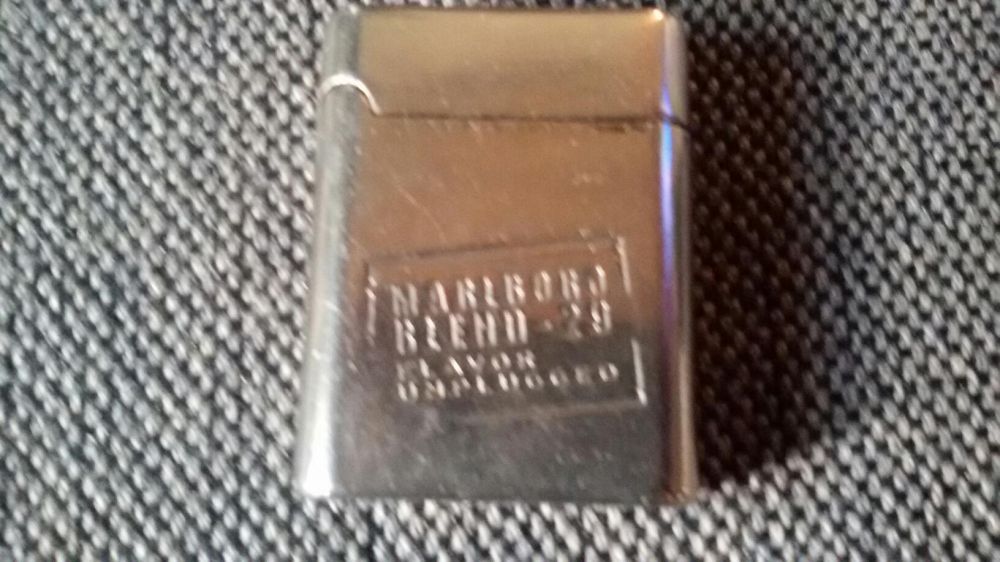 MARLBORO
BLEND - 29
FLAVOR
UNPLUGGED